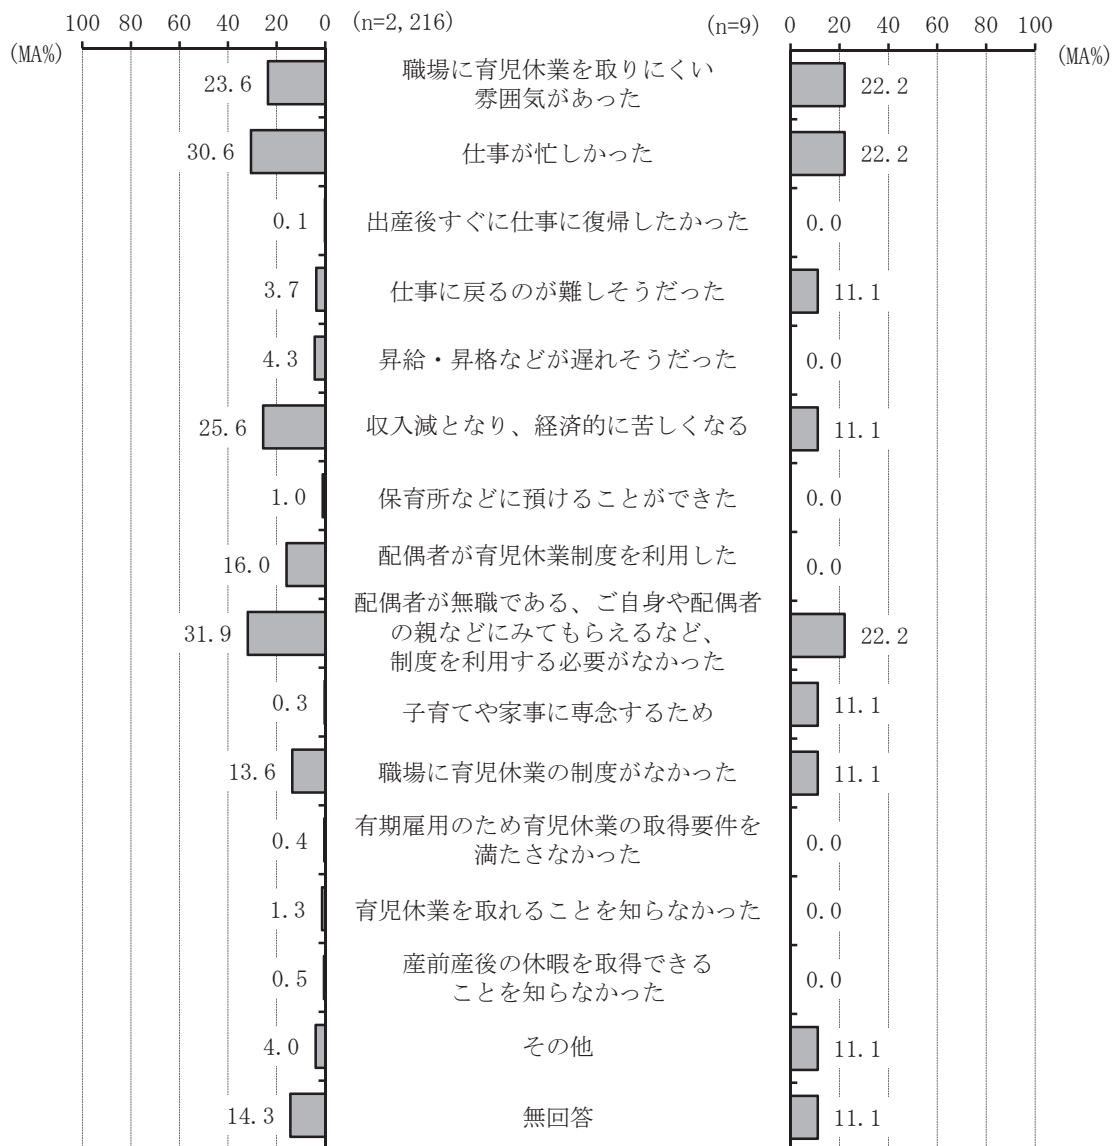 100 80 60 40 20 0 (n=2,216) (n=9) 0 20 40 60 80 100
(MA%) (MA%)
23.6 職場に育児休業を取りにくい 22.2
雰囲気があった
30.6 仕事が忙しかった 22.2
0.1 出産後すぐに仕事に復帰したかった 0.0
3.7 仕事に戻るのが難しそうだった 11.1
4.3 昇給・昇格などが遅れそうだった 0.0
25.6 収入減となり、経済的に苦しくなる 11.1
1.0 保育所などに預けることができた 0.0
16.0 配偶者が育児休業制度を利用した 0.0
配偶者が無職である、ご自身や配偶者
31.9 の親などにみてもらえるなど、 22.2
制度を利用する必要がなかった
0.3 子育てや家事に専念するため 11.1
13.6 職場に育児休業の制度がなかった 11.1
0.4 有期雇用のため育児休業の取得要件を 0.0
満たさなかった
1.3 育児休業を取れることを知らなかった 0.0
0.5 産前産後の休暇を取得できる 0.0
ことを知らなかった
4.0 その他 11.1
14.3 無回答 11.1